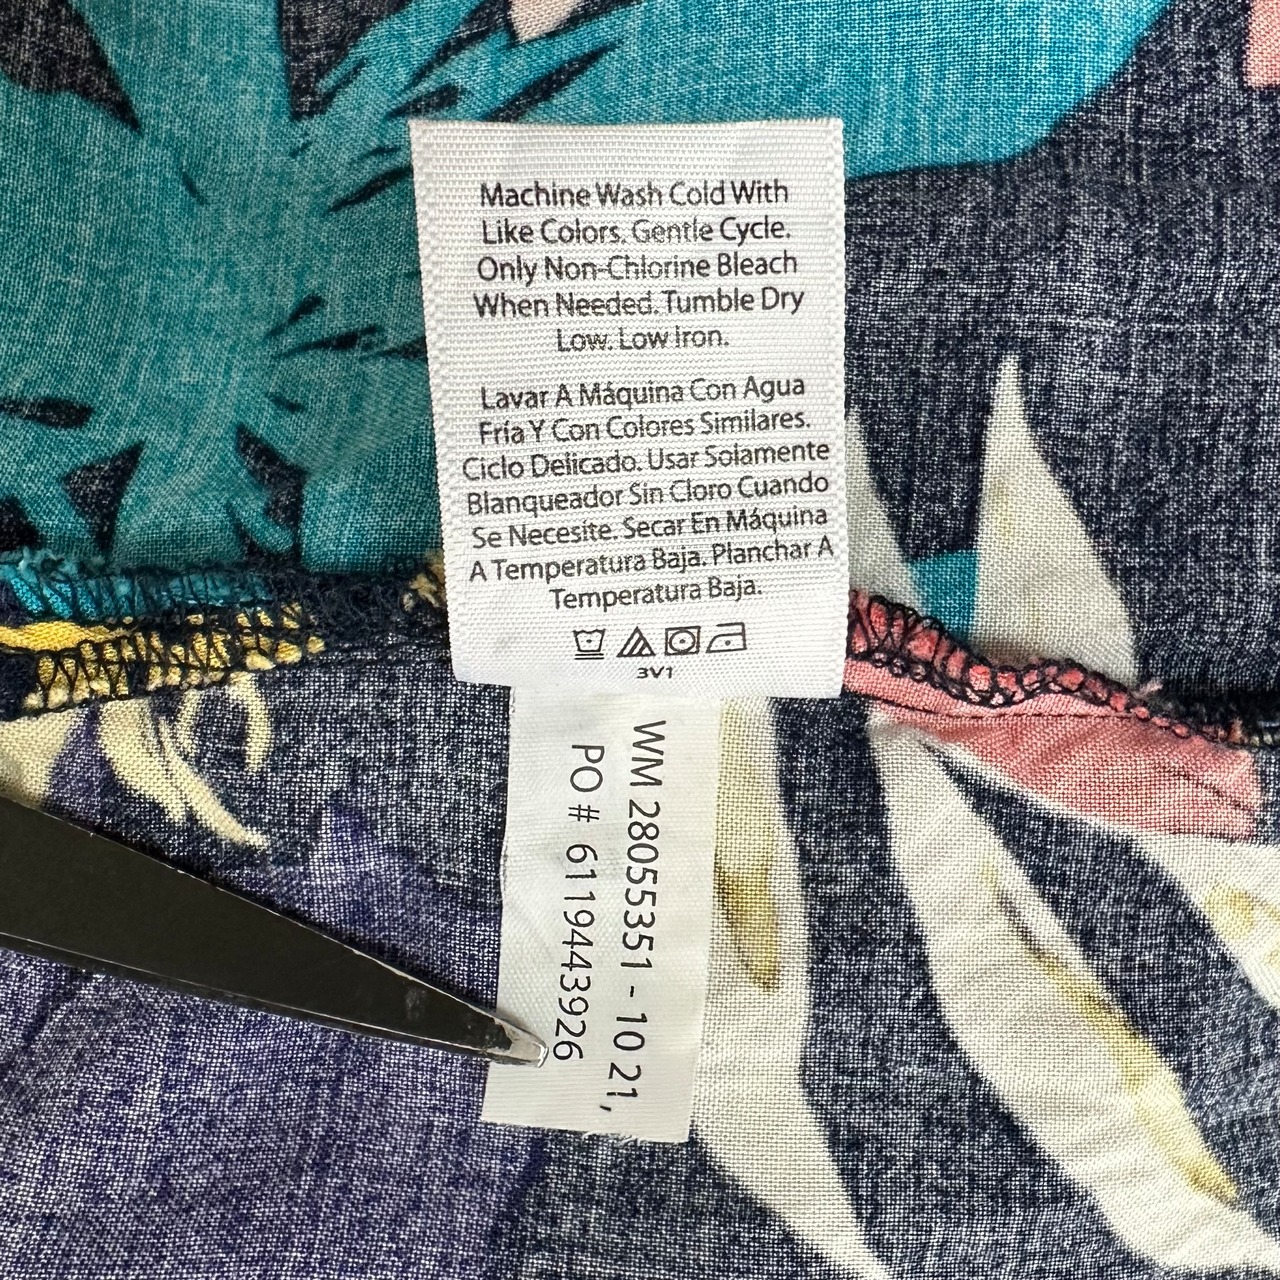 Machine Wash Cold With
Like Colors. Gentle Cycle.
Only Non-Chlorine Bleach
When Needed. Tumble Dry
Low. Low Iron.
Lavar A Máquina Con Agua
Fría Y Con Colores Similares.
Ciclo Delicado. Usar Solamente
Blanqueador Sin Cloro Cuando
Se Necesite. Secar En Máquina
A Temperatura Baja. Planchar A
Temperatura Baja.
3V1
WM 28055351 - 10 21,
PO # 6119443926